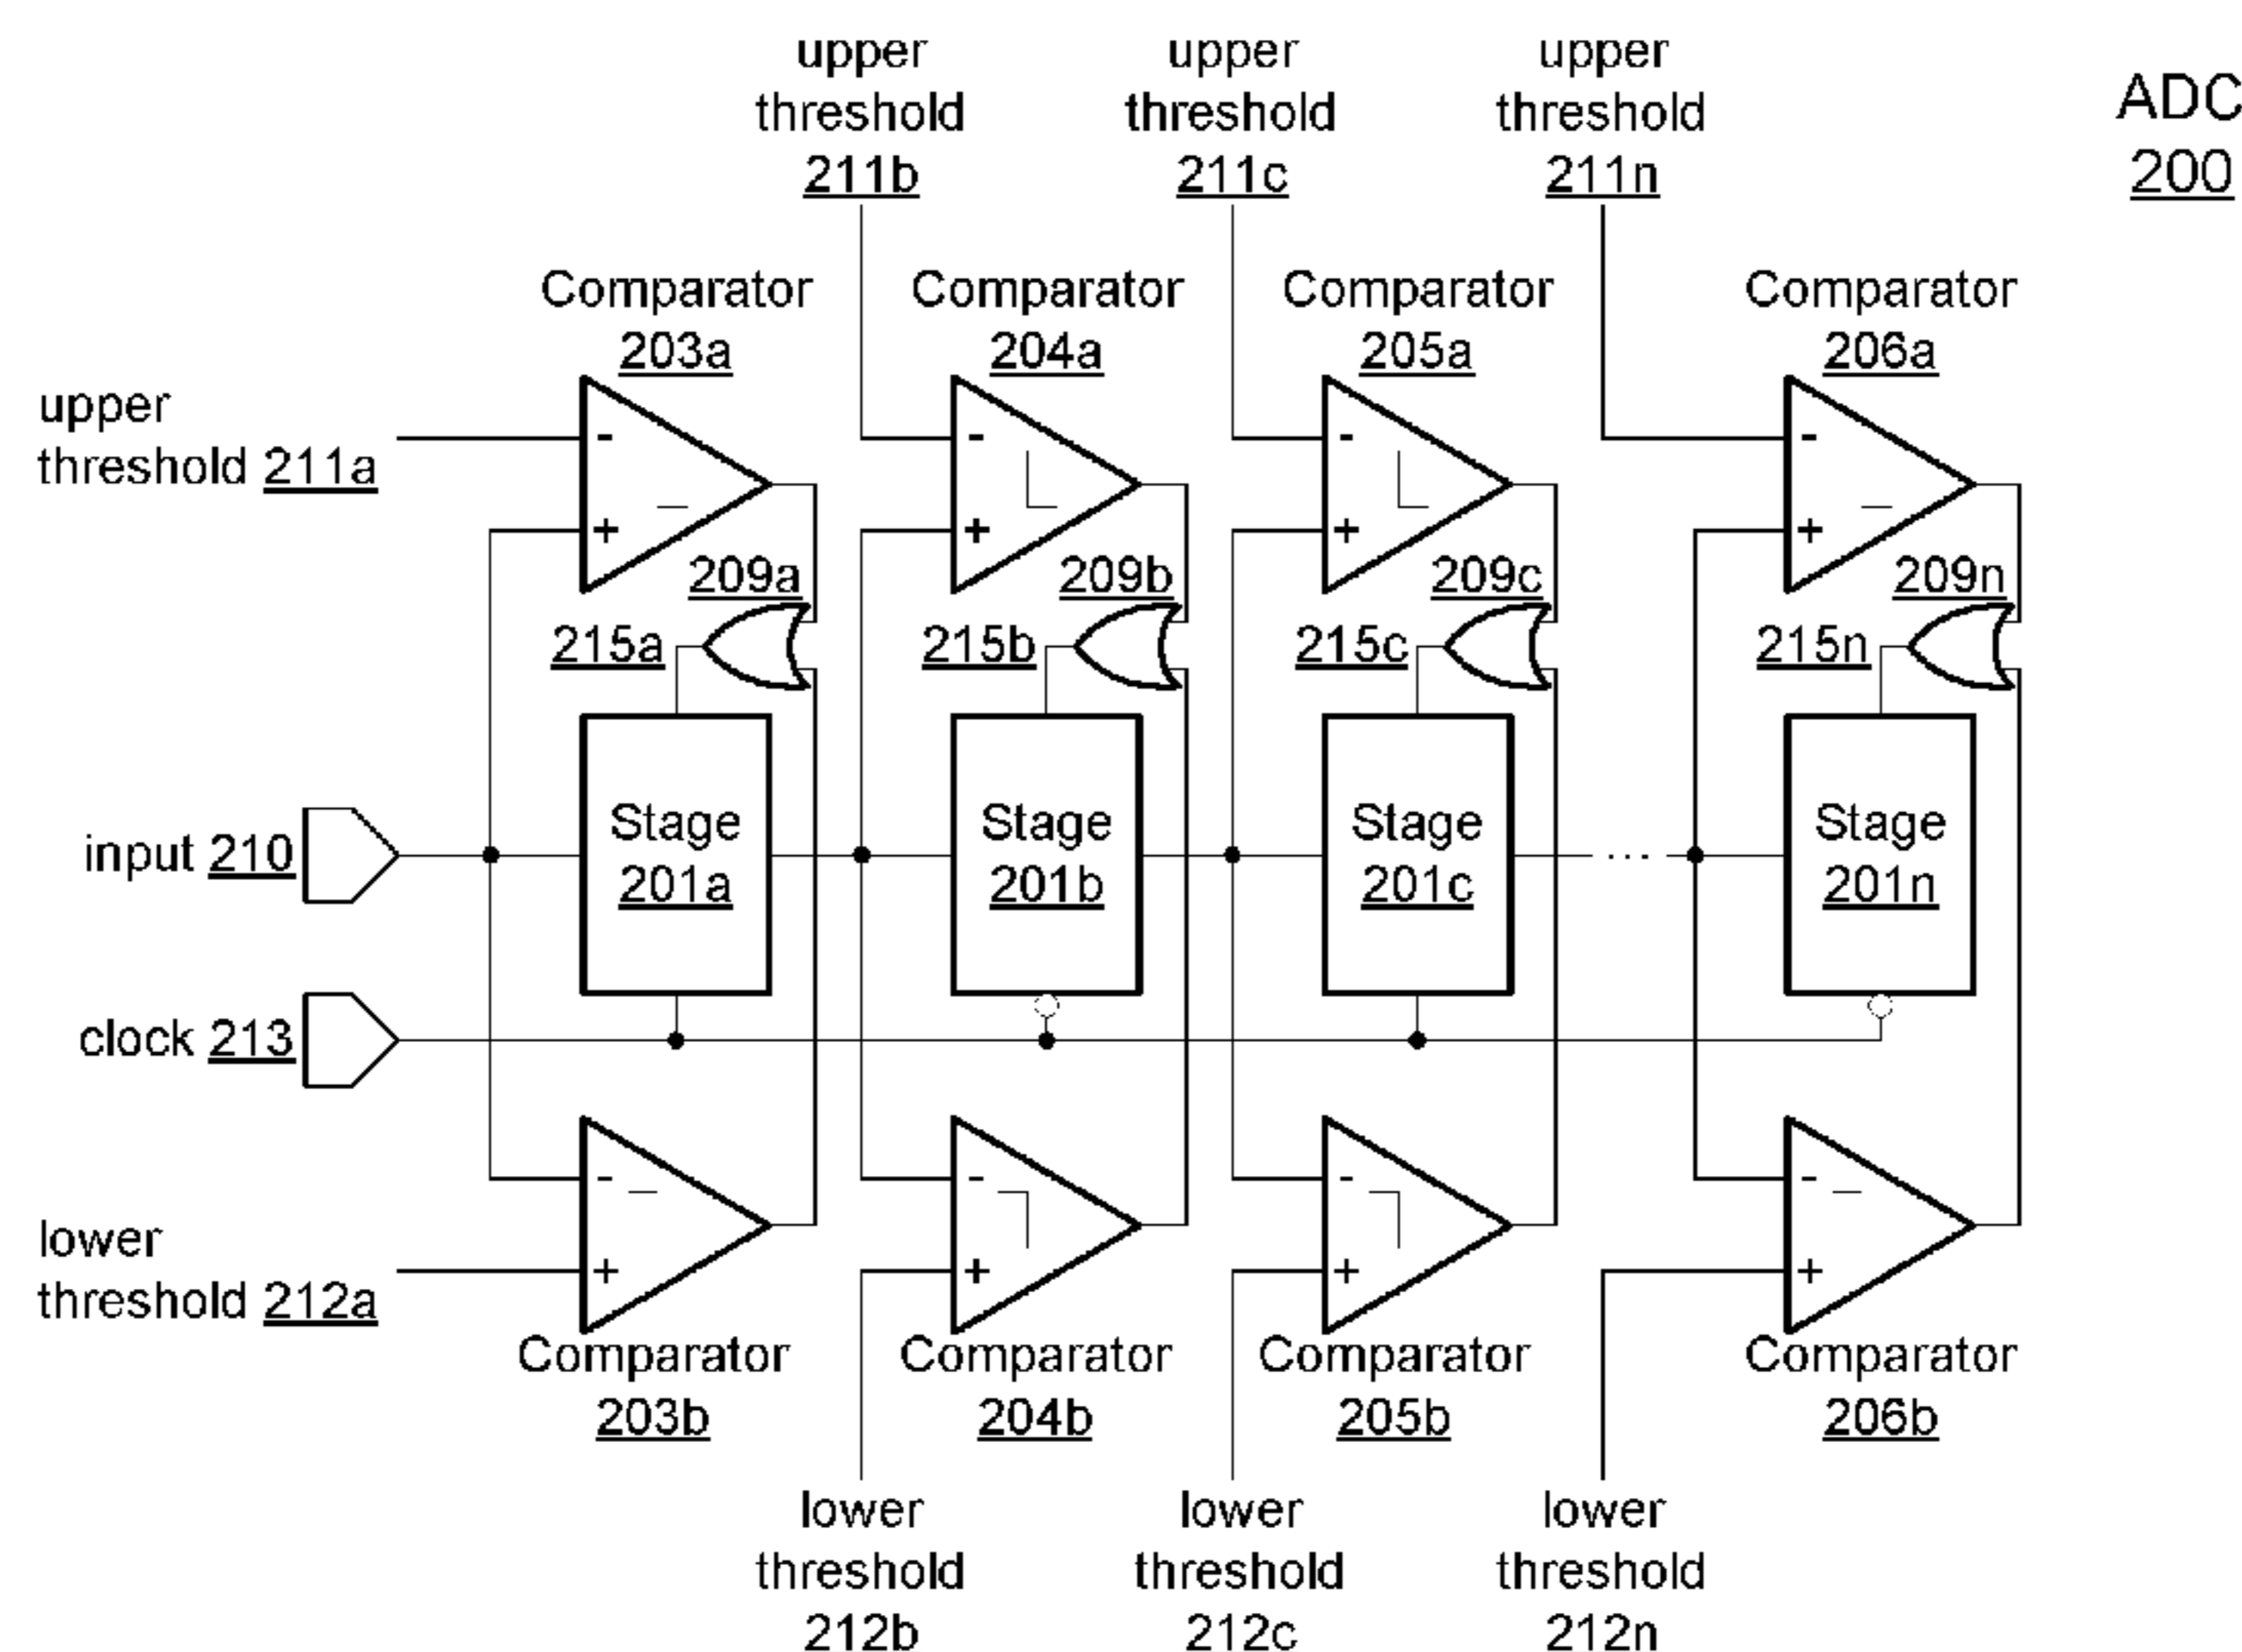 upper
threshold
211b
upper
threshold
211c
upper
threshold
211n
ADC
200
Comparator
203a
Comparator
204a
Comparator
205a
Comparator
206a
upper
threshold 211a
-
+
-
+
-
+
-
+
209a
209b
209c
209n
215a
215b
215c
215n
input 210
Stage
201a
Stage
201b
Stage
201c
...
Stage
201n
clock 213
-
+
-
+
-
+
-
+
lower
threshold 212a
Comparator
203b
Comparator
204b
Comparator
205b
Comparator
206b
lower
threshold
212b
lower
threshold
212c
lower
threshold
212n